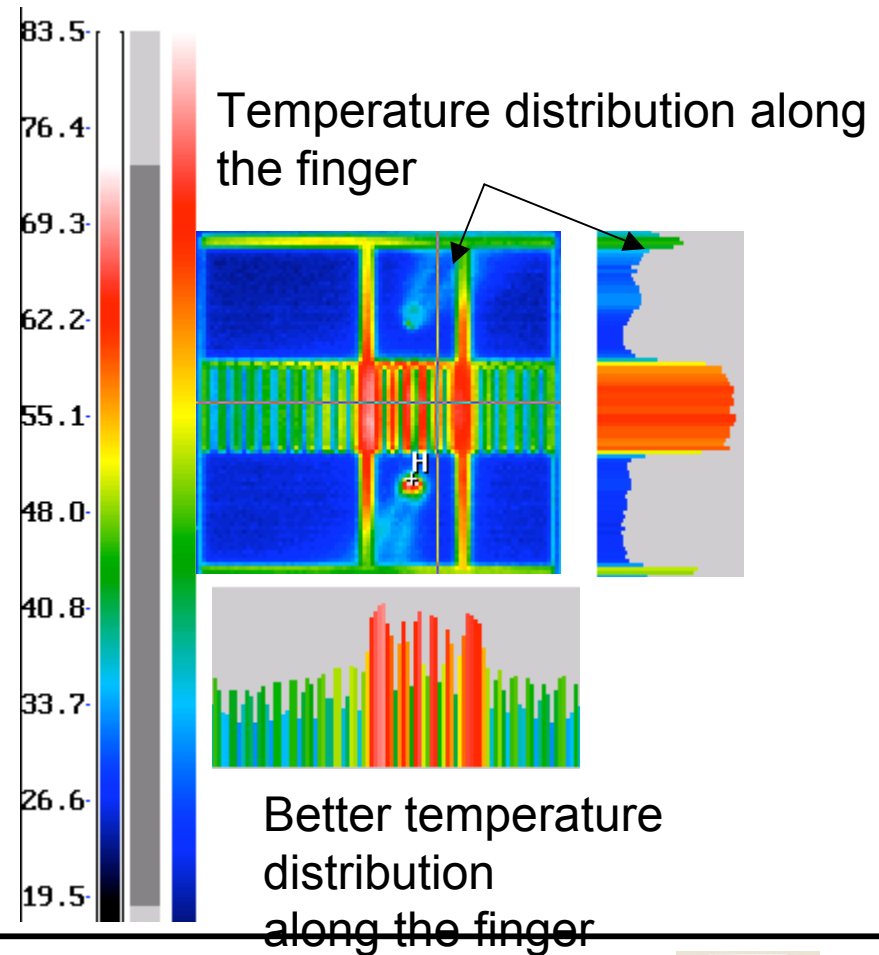 83.5
76.4
69.3
62.2
55.1
48.0
40.8
33.7
26.6
19.5
Temperature distribution along
the finger
H
Better temperature
distribution
along the finger